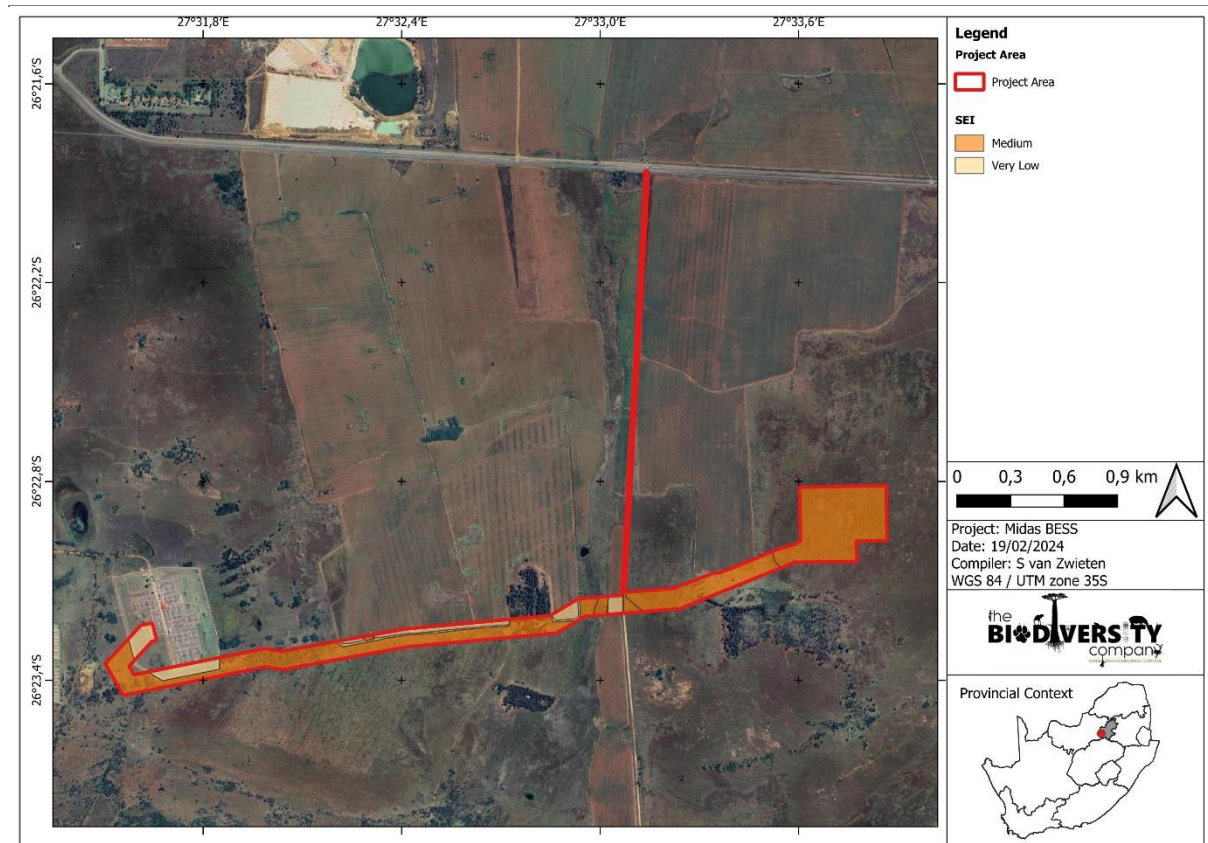 27°31,8'E 27°32,4'E 27°33,0'E 27°33,6'E
26°21,6'S
26°22,2'S
26°22,8'S
26°23,4'S
Legend
Project Area
Project Area
SEI
Medium
Very Low
0 0,3 0,6 0,9 km
Project: Midas BESS
Date: 19/02/2024
Compiler: S van Zwieten
WGS 84 / UTM zone 35S
the
BIODIVERSITY
company
Provincial Context